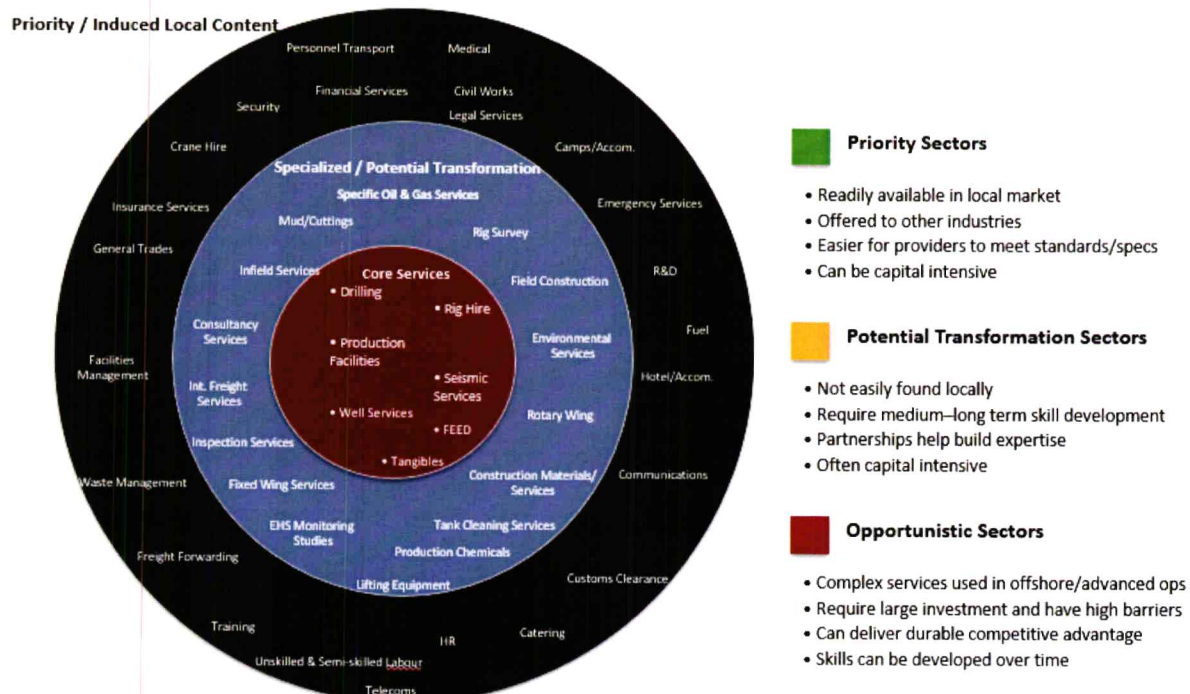 Priority / Induced Local Content
Personnel Transport
Medical
Financial Services
Civil Works
Security
Legal Services
Crane Hire
Camps/Accom.
Insurance Services
Emergency Services
General Trades
R&D
Fuel
Facilities
Management
Hotel/Accom.
Waste Management
Communications
Freight Forwarding
Customs Clearance
Training
HR
Catering
Unskilled & Semi-skilled Labour
Telecoms
Specialized / Potential Transformation
Specific Oil & Gas Services
Mud/Cuttings
Rig Survey
Infield Services
Field Construction
Consultancy
Services
Environmental
Services
Int. Freight
Services
Rotary Wing
Inspection Services
Fixed Wing Services
Construction Materials/
Services
EHS Monitoring
Studies
Tank Cleaning Services
Production Chemicals
Lifting Equipment
Core Services
• Drilling
• Rig Hire
• Production
Facilities
• Seismic
Services
• Well Services
• FEED
• Tangibles
Priority Sectors
• Readily available in local market
• Offered to other industries
• Easier for providers to meet standards/specs
• Can be capital intensive
Potential Transformation Sectors
• Not easily found locally
• Require medium–long term skill development
• Partnerships help build expertise
• Often capital intensive
Opportunistic Sectors
• Complex services used in offshore/advanced ops
• Require large investment and have high barriers
• Can deliver durable competitive advantage
• Skills can be developed over time